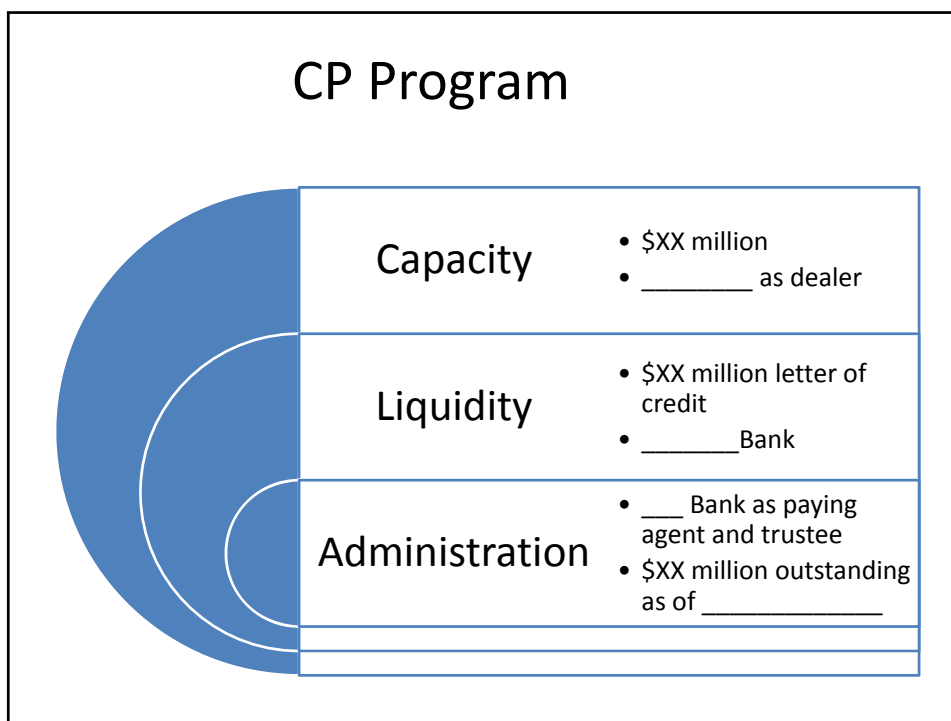 CP Program
Capacity
• $XX million
• ________ as dealer
Liquidity
• $XX million letter of
credit
• _______Bank
Administration
• ___ Bank as paying
agent and trustee
• $XX million outstanding
as of _____________